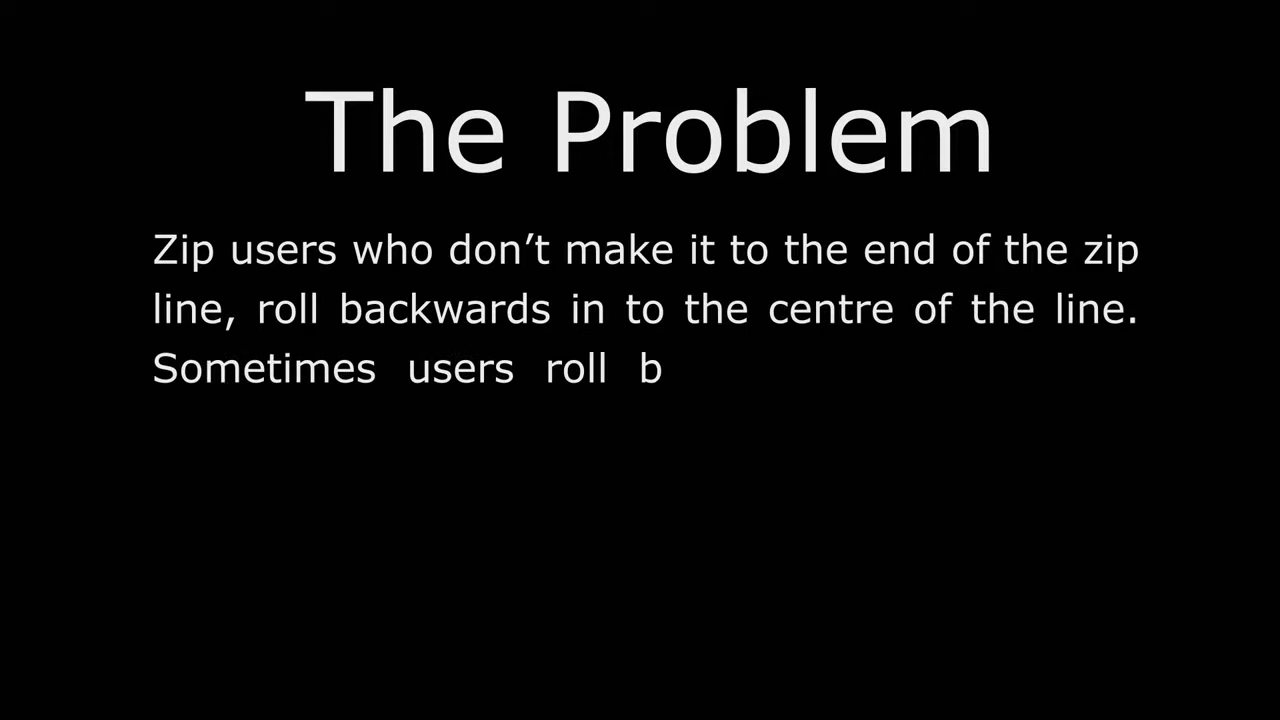 The Problem
Zip users who don’t make it to the end of the zip
line, roll backwards in to the centre of the line.
Sometimes users roll b